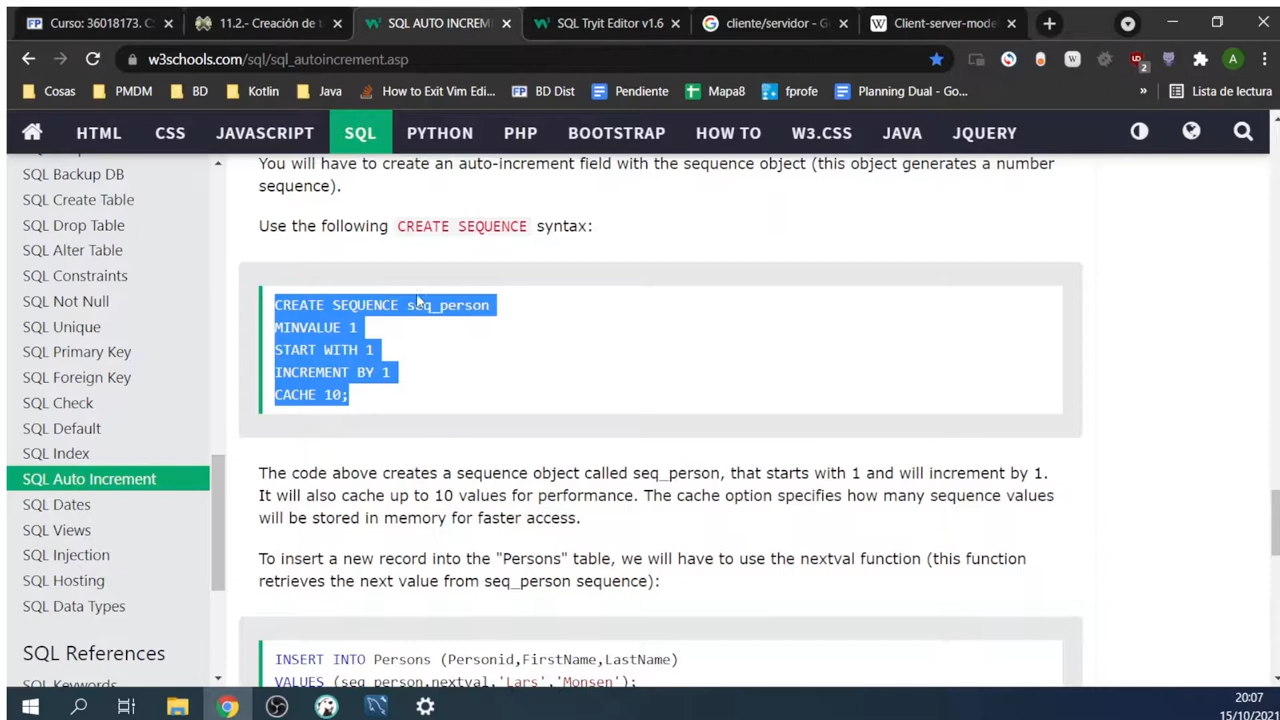 Curso: 36018173. C
11.2.- Creación de t
SQL AUTO INCREM
SQL Tryit Editor v1.6
cliente/servidor - G
Client-server-mode
w3schools.com/sql/sql_autoincrement.asp
A
Cosas
PMDM
BD
Kotlin
Java
How to Exit Vim Edi...
BD Dist
Pendiente
Mapa8
fprofe
Planning Dual - Go...
»
Lista de lectura
HTML
CSS
JAVASCRIPT
SQL
PYTHON
PHP
BOOTSTRAP
HOW TO
W3.CSS
JAVA
JQUERY
SQL Backup DB
SQL Create Table
SQL Drop Table
SQL Alter Table
SQL Constraints
SQL Not Null
SQL Unique
SQL Primary Key
SQL Foreign Key
SQL Check
SQL Default
SQL Index
SQL Auto Increment
SQL Dates
SQL Views
SQL Injection
SQL Hosting
SQL Data Types
SQL References
SQL Keywords
You will have to create an auto-increment field with the sequence object (this object generates a number
sequence).
Use the following CREATE SEQUENCE syntax:
CREATE SEQUENCE seq_person
MINVALUE 1
START WITH 1
INCREMENT BY 1
CACHE 10;
The code above creates a sequence object called seq_person, that starts with 1 and will increment by 1.
It will also cache up to 10 values for performance. The cache option specifies how many sequence values
will be stored in memory for faster access.
To insert a new record into the "Persons" table, we will have to use the nextval function (this function
retrieves the next value from seq_person sequence):
INSERT INTO Persons (Personid,FirstName,LastName)
VALUES (seq_person.nextval,'Lars','Monsen');
20:07
15/10/2021